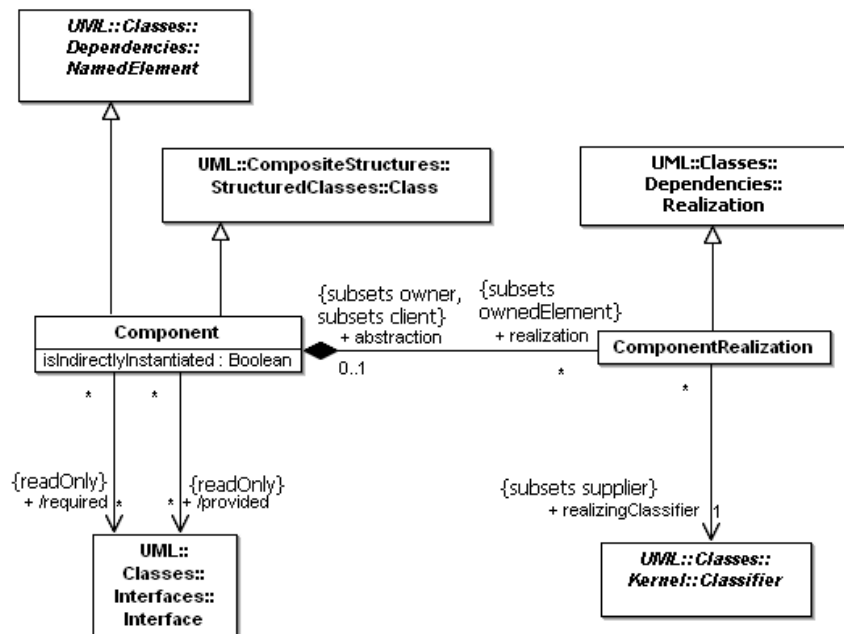 UML::Classes::
Dependencies::
NamedElement
UML::CompositeStructures::
StructuredClasses::Class
UML::Classes::
Dependencies::
Realization
{subsets owner,
subsets client}
+ abstraction
0..1
{subsets
ownedElement}
+ realization
*
Component
isIndirectlyInstantiated : Boolean
ComponentRealization
*
*
*
{readOnly}
+ /required
*
{readOnly}
* + /provided
{subsets supplier}
+ realizingClassifier
1
UML::
Classes::
Interfaces::
Interface
UML::Classes::
Kernel::Classifier